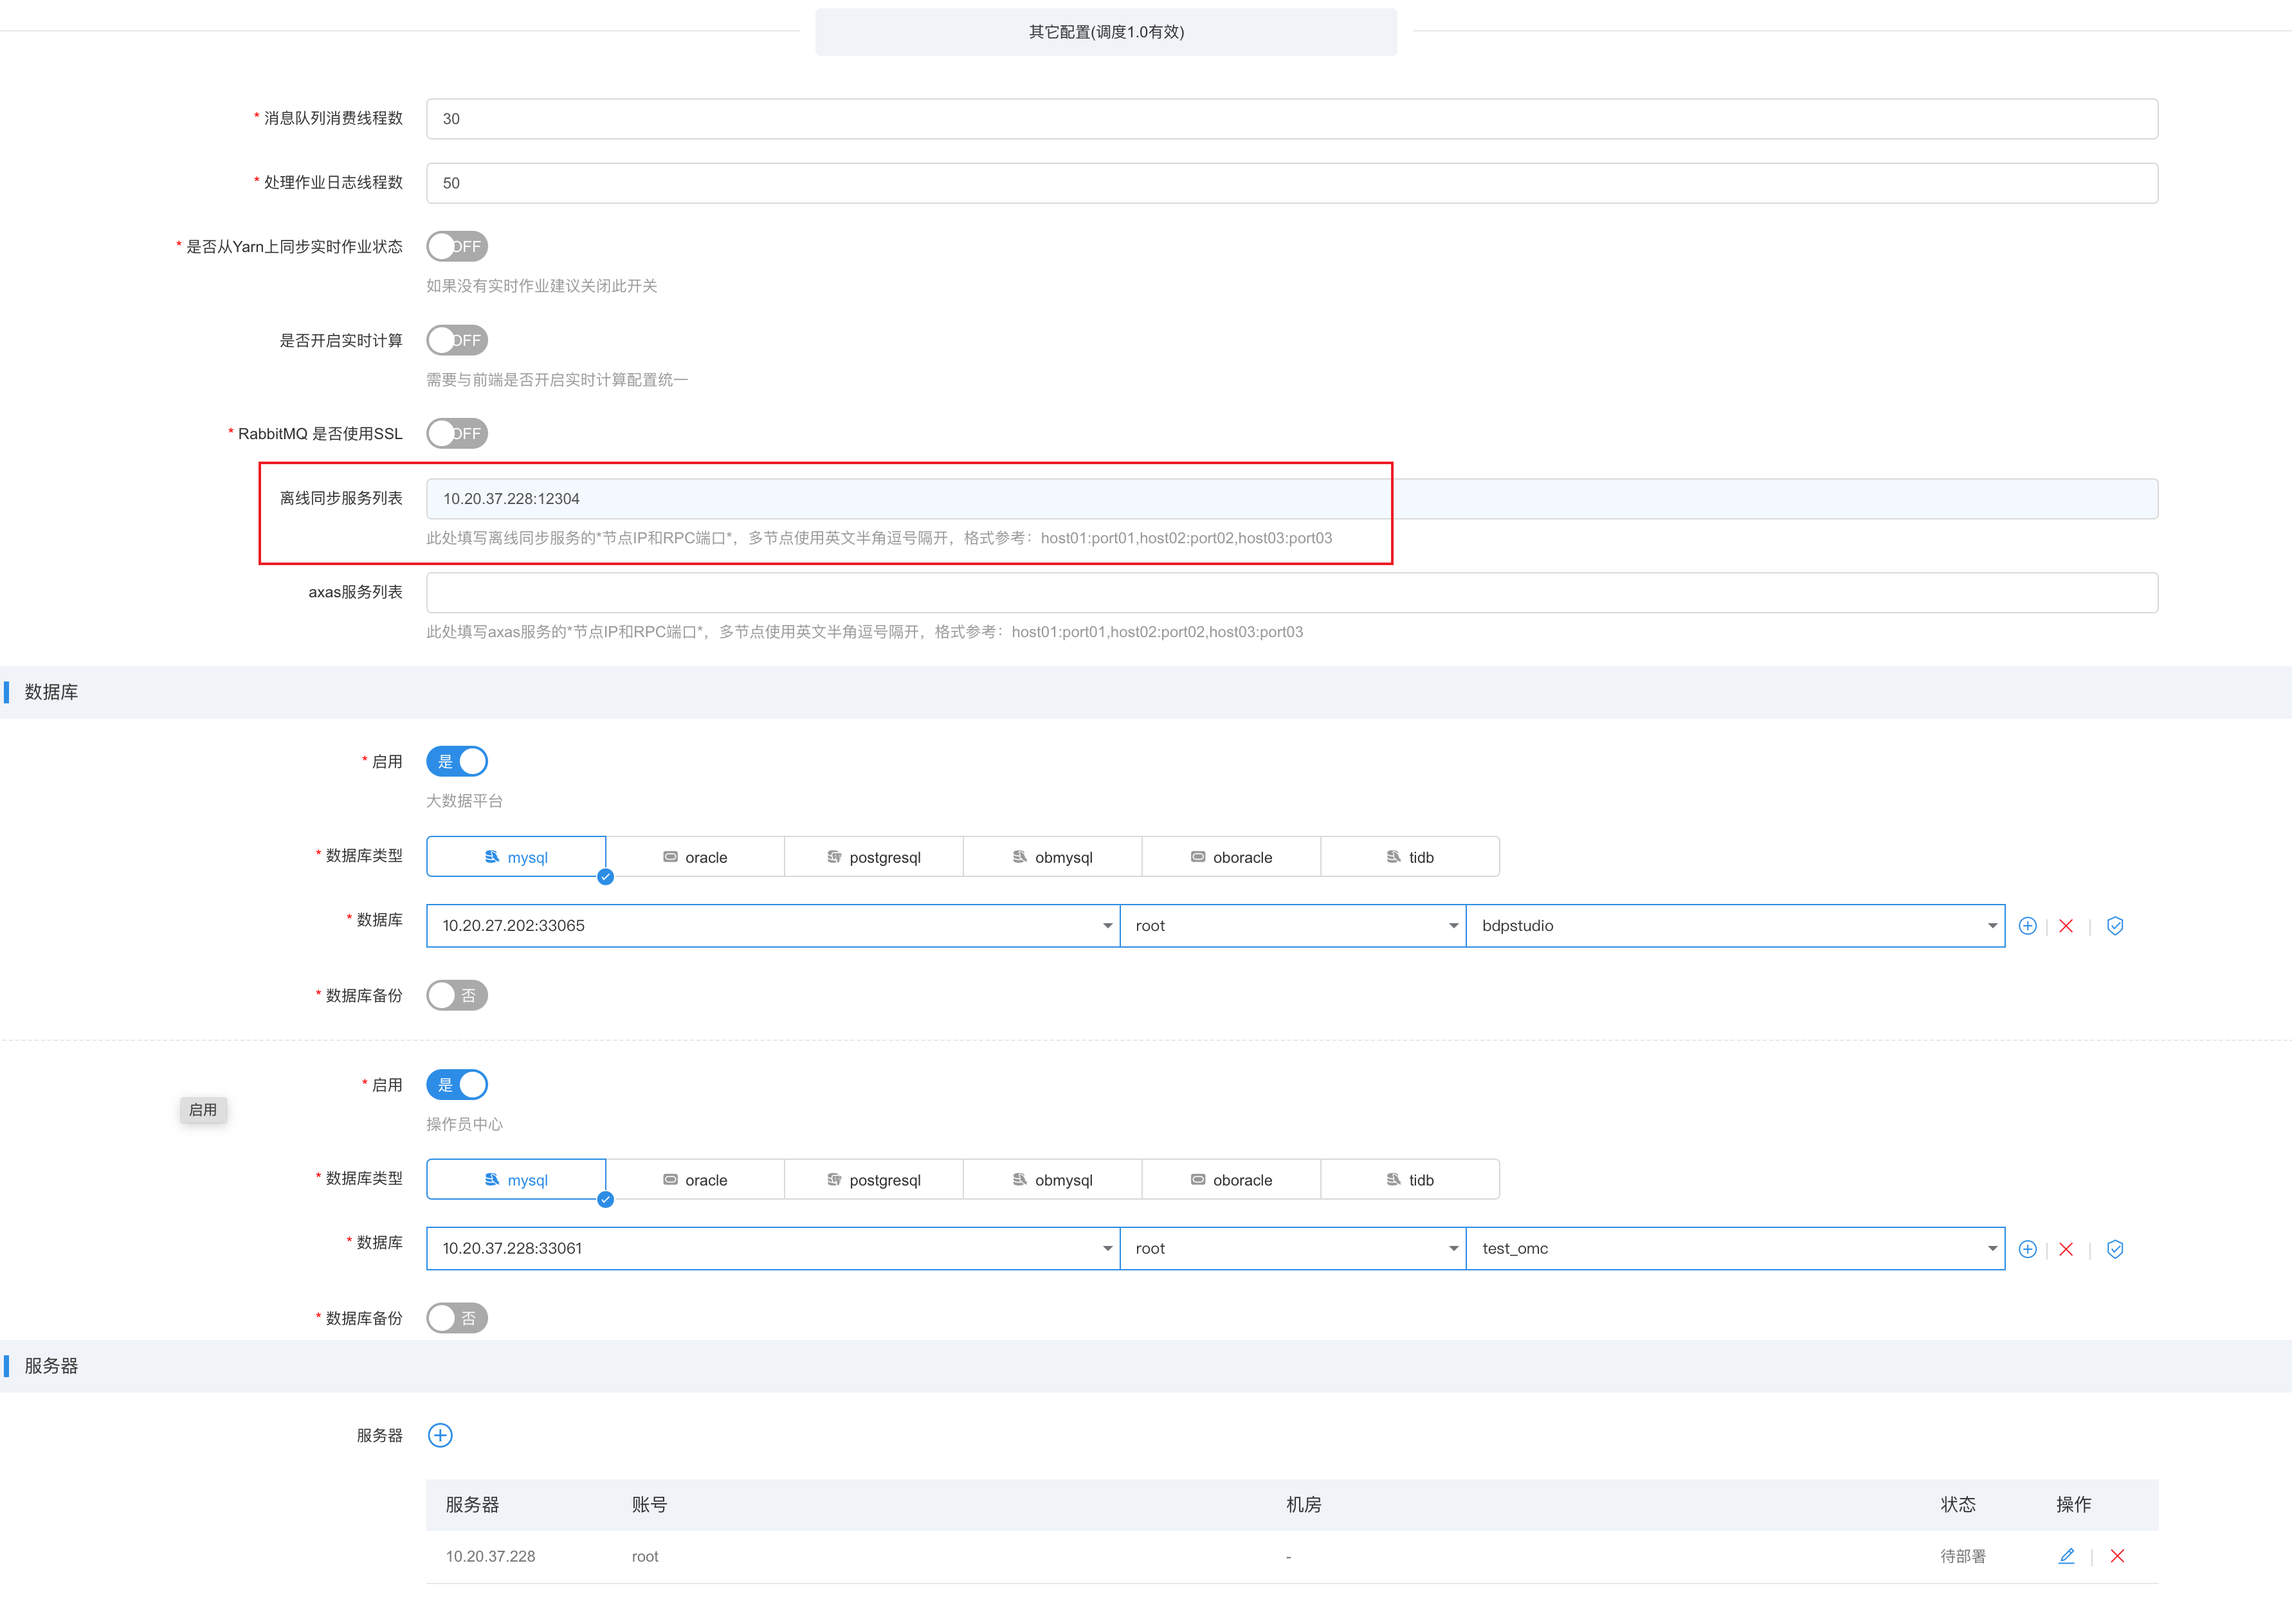 其它配置(调度1.0有效)
* 消息队列消费线程数 30
* 处理作业日志线程数 50
* 是否从Yarn上同步实时作业状态 OFF
如果没有实时作业建议关闭此开关
是否开启实时计算 OFF
需要与前端是否开启实时计算配置统一
* RabbitMQ 是否使用SSL OFF
离线同步服务列表 10.20.37.228:12304
此处填写离线同步服务的*节点IP和RPC端口*，多节点使用英文半角逗号隔开，格式参考：host01:port01,host02:port02,host03:port03
axas服务列表
此处填写axas服务的*节点IP和RPC端口*，多节点使用英文半角逗号隔开，格式参考：host01:port01,host02:port02,host03:port03
数据库
* 启用 是
大数据平台
* 数据库类型 mysql oracle postgresql obmysql oboracle tidb
* 数据库 10.20.27.202:33065 root bdpstudio
* 数据库备份 否
* 启用 是
启用
操作员中心
* 数据库类型 mysql oracle postgresql obmysql oboracle tidb
* 数据库 10.20.37.228:33061 root test_omc
* 数据库备份 否
服务器
服务器
服务器 账号 机房 状态 操作
10.20.37.228 root - 待部署